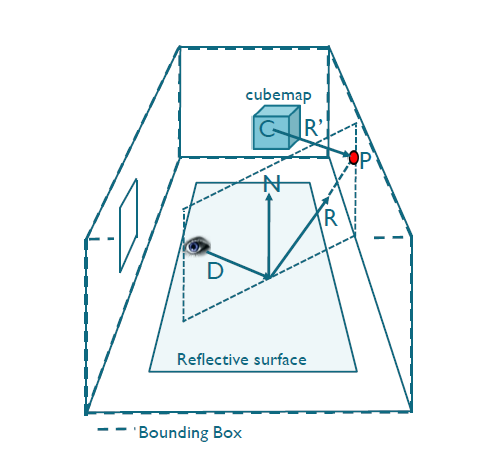 cubemap
C
R'
P
N
R
D
Reflective surface
Bounding Box